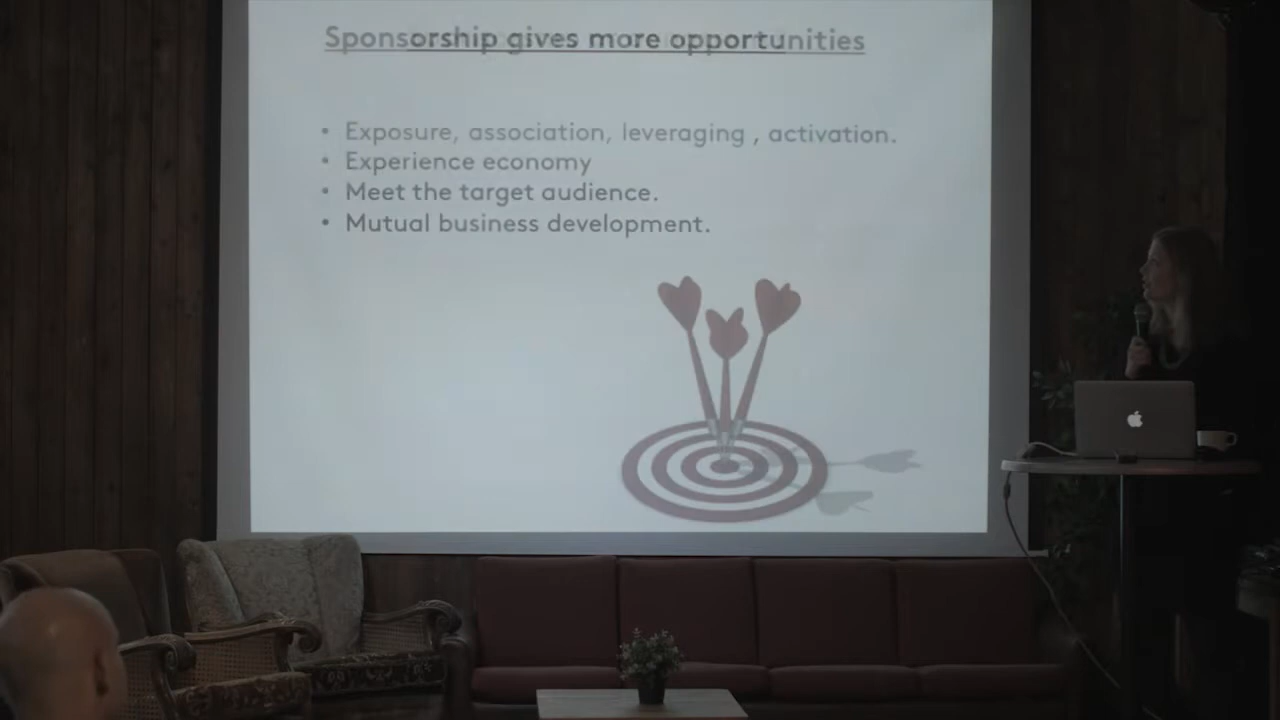 Sponsorship gives more opportunities
• Exposure, association, leveraging , activation.
• Experience economy
• Meet the target audience.
• Mutual business development.